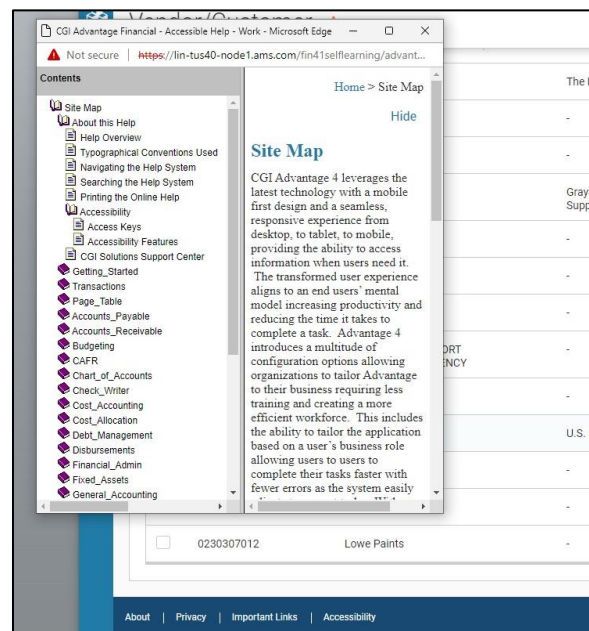 Vendor/Customer
CGI Advantage Financial - Accessible Help - Work - Microsoft Edge
Not secure | https://lin-tus40-node1.ams.com/fin41selflearning/advant...
Contents
Site Map
About this Help
Help Overview
Typographical Conventions Used
Navigating the Help System
Searching the Help System
Printing the Online Help
Accessibility
Access Keys
Accessibility Features
CGI Solutions Support Center
Getting_Started
Transactions
Page_Table
Accounts_Payable
Accounts_Receivable
Budgeting
CAFR
Chart_of_Accounts
Check_Writer
Cost_Accounting
Cost_Allocation
Debt_Management
Disbursements
Financial_Admin
Fixed_Assets
General_Accounting
Home > Site Map
Hide
Site Map
CGI Advantage 4 leverages the
latest technology with a mobile
first design and a seamless,
responsive experience from
desktop, to tablet, to mobile,
providing the ability to access
information when users need it.
The transformed user experience
aligns to an end users' mental
model increasing productivity and
reducing the time it takes to
complete a task. Advantage 4
introduces a multitude of
configuration options allowing
organizations to tailor Advantage
to their business requiring less
training and creating a more
efficient workforce. This includes
the ability to tailor the application
based on a user's business role
allowing users to users to
complete their tasks faster with
fewer errors as the system easily
The
-
-
Gray
Supp
-
-
-
ORT
NCY
-
-
U.S.
-
-
0230307012 Lowe Paints -
About | Privacy | Important Links | Accessibility